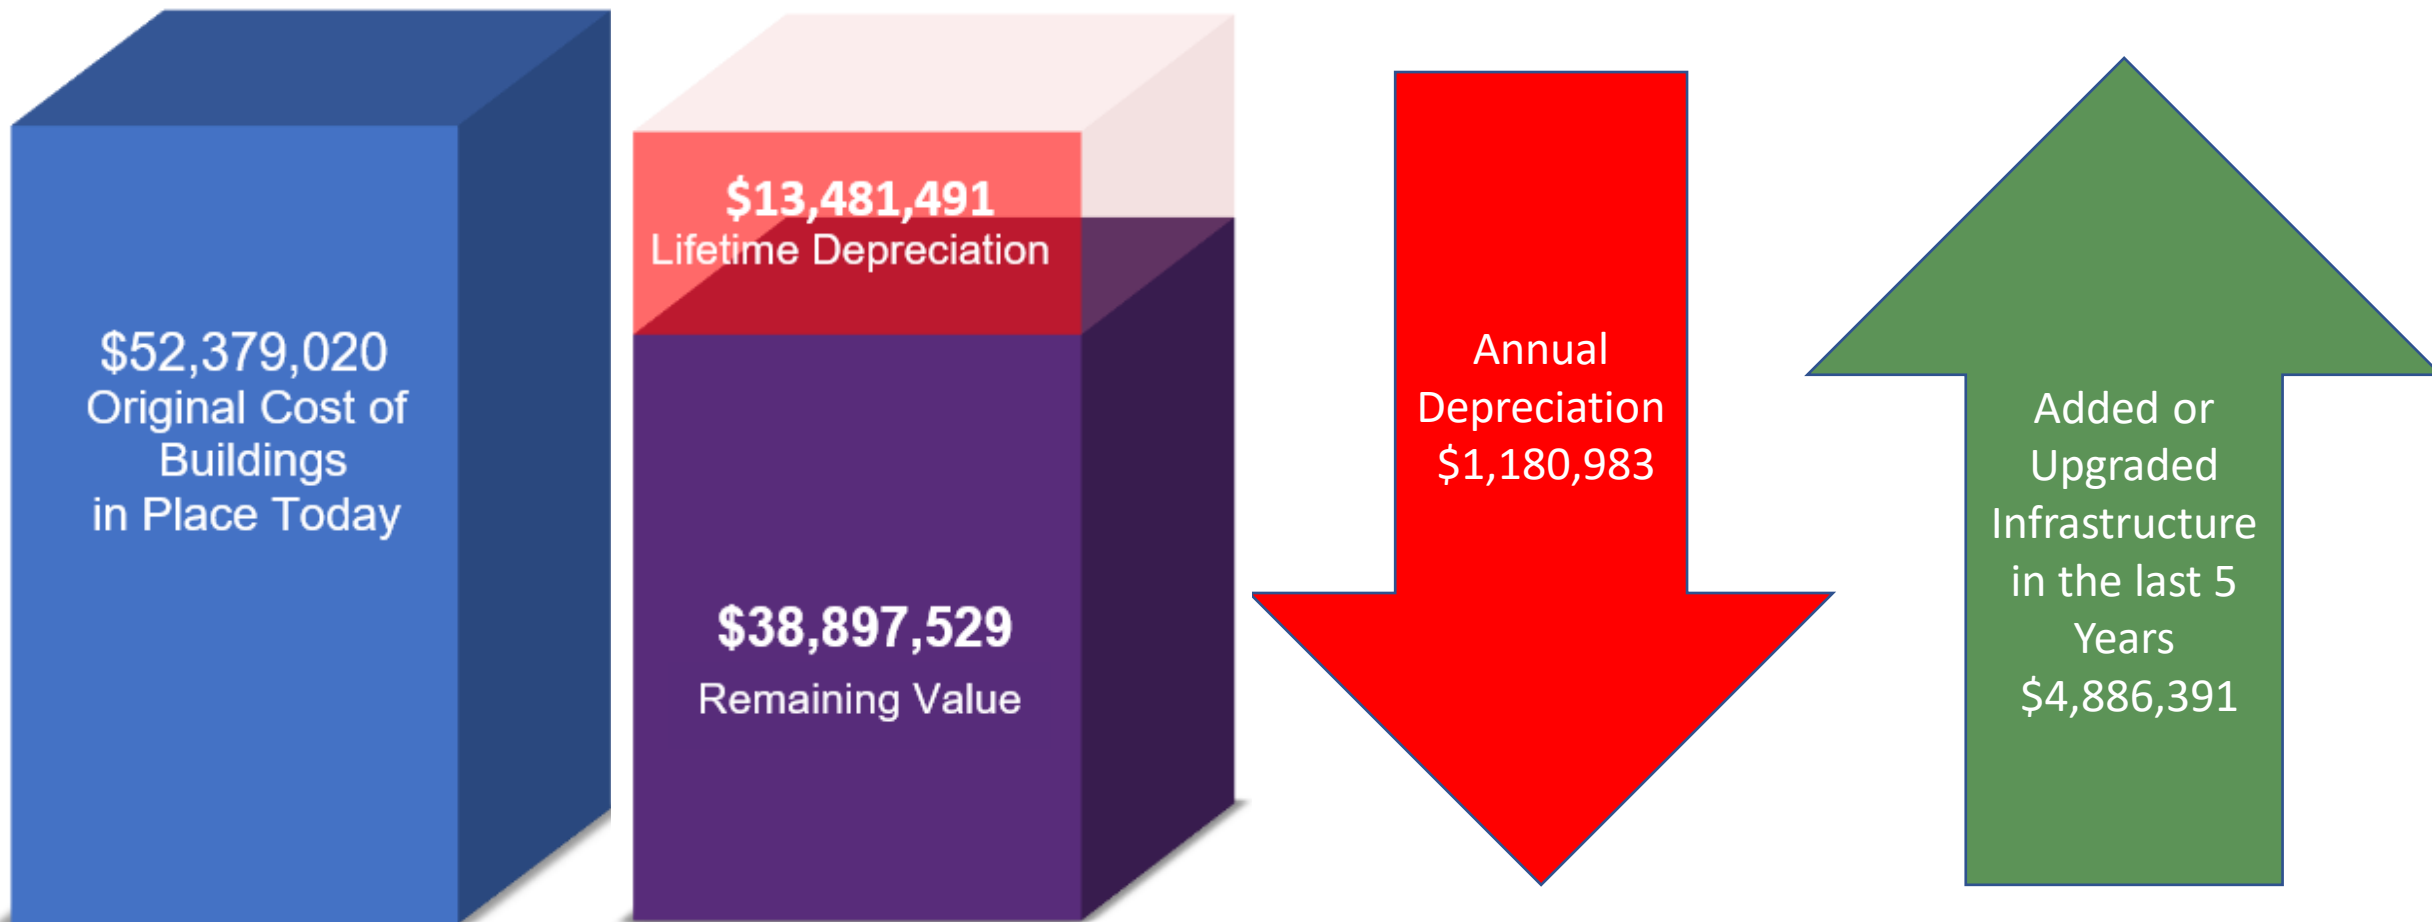 $52,379,020
Original Cost of
Buildings
in Place Today
$13,481,491
Lifetime Depreciation
$38,897,529
Remaining Value
Annual
Depreciation
$1,180,983
Added or
Upgraded
Infrastructure
in the last 5
Years
$4,886,391